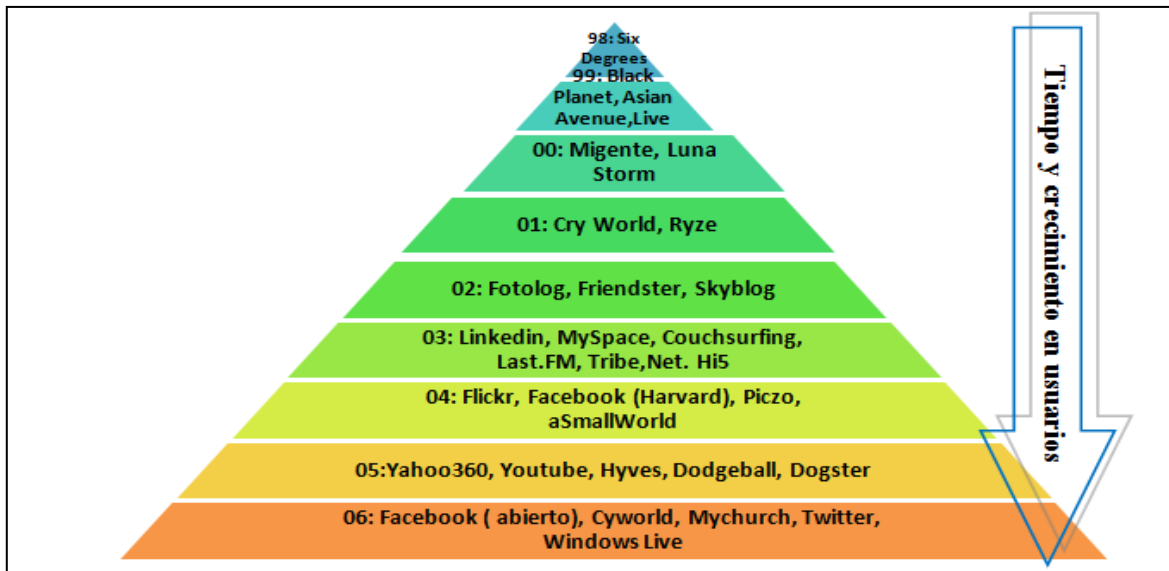 98: Six
Degrees
99: Black
Planet, Asian
Avenue,Live
00: Migente, Luna
Storm
01: Cry World, Ryze
02: Fotolog, Friendster, Skyblog
03: Linkedin, MySpace, Couchsurfing,
Last.FM, Tribe,Net. Hi5
04: Flickr, Facebook (Harvard), Piczo,
aSmallWorld
05:Yahoo360, Youtube, Hyves, Dodgeball, Dogster
06: Facebook ( abierto), Cyworld, Mychurch, Twitter,
Windows Live
Tiempo y crecimiento en usuarios